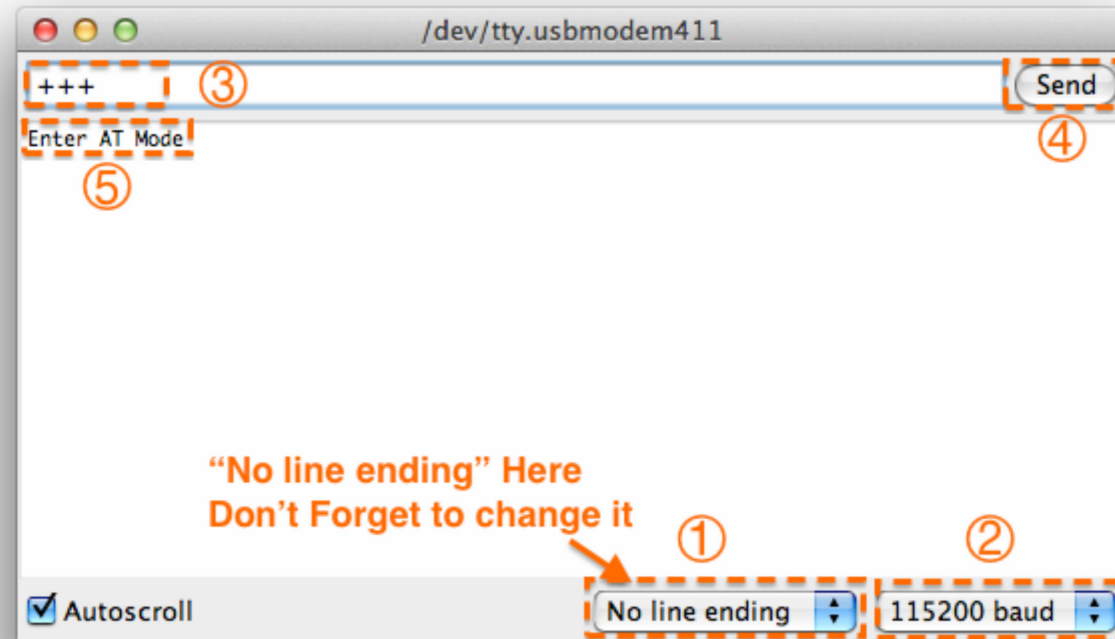 /dev/tty.usbmodem411
+++ ③ Send
Enter AT Mode ④
⑤
“No line ending” Here
Don’t Forget to change it
① ②
Autoscroll No line ending 115200 baud